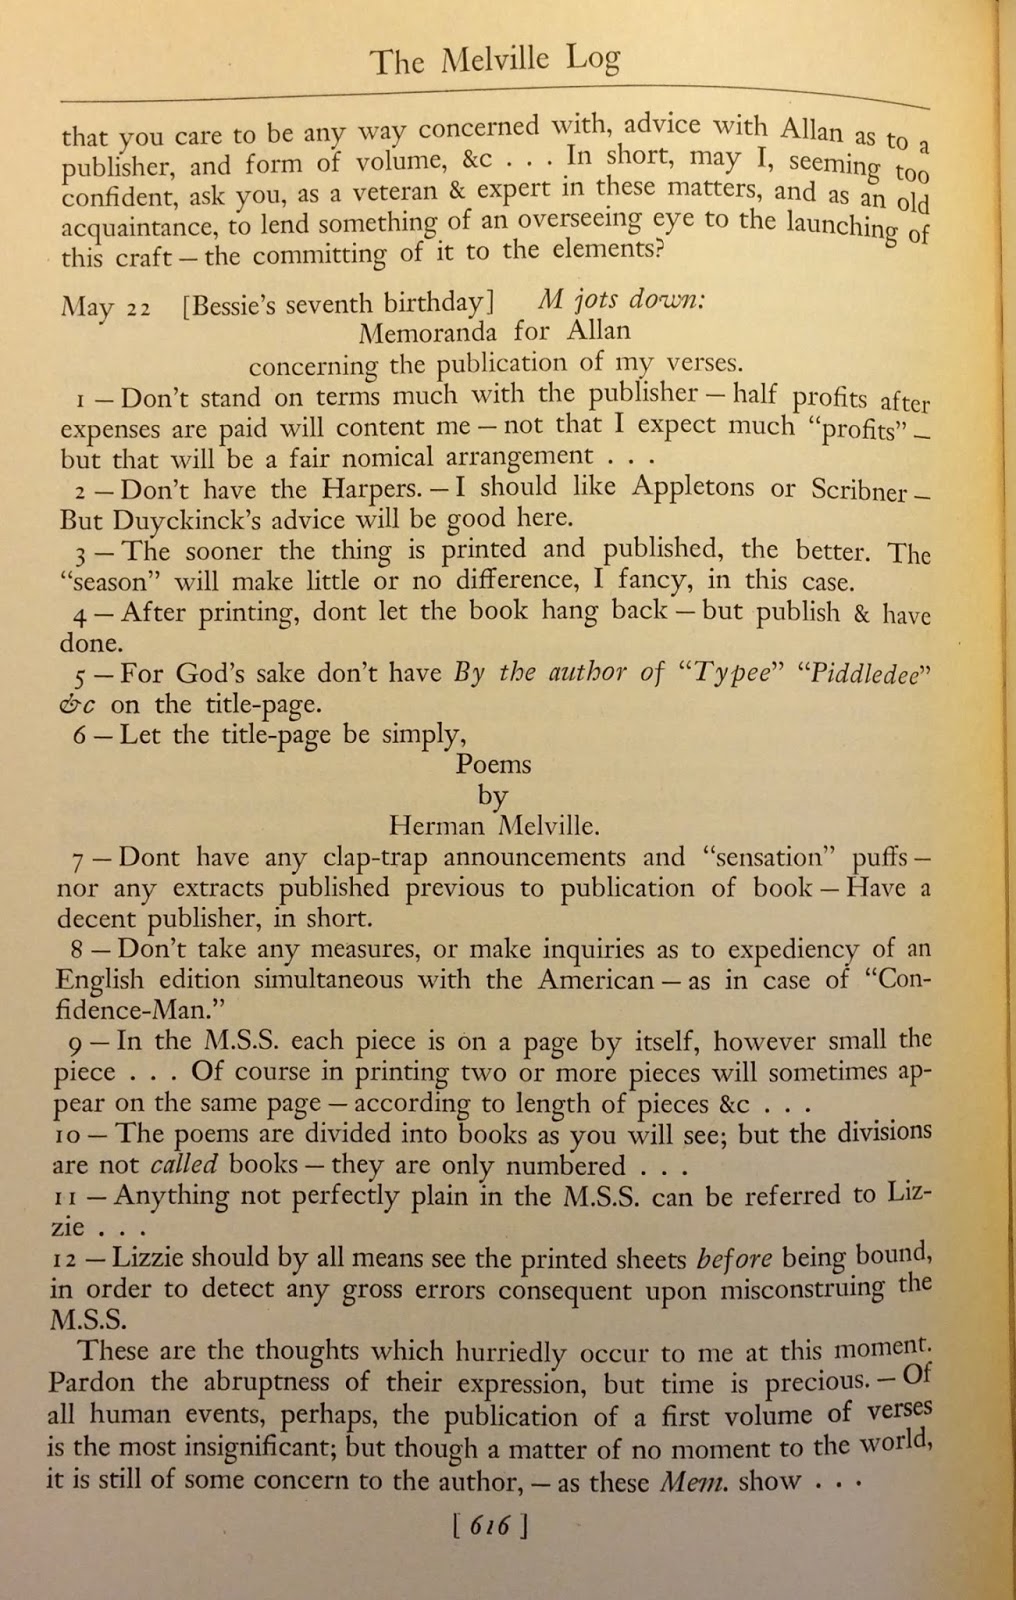 The Melville Log
that you care to be any way concerned with, advice with Allan as to a
publisher, and form of volume, &c . . . In short, may I, seeming too
confident, ask you, as a veteran & expert in these matters, and as an old
acquaintance, to lend something of an overseeing eye to the launching of
this craft — the committing of it to the elements?
May 22 [Bessie's seventh birthday] M jots down:
Memoranda for Allan
concerning the publication of my verses.
1 — Don't stand on terms much with the publisher — half profits after
expenses are paid will content me — not that I expect much “profits” —
but that will be a fair nomical arrangement . . .
2 — Don't have the Harpers. — I should like Appletons or Scribner —
But Duyckinck's advice will be good here.
3 — The sooner the thing is printed and published, the better. The
“season” will make little or no difference, I fancy, in this case.
4 — After printing, dont let the book hang back — but publish & have
done.
5 — For God's sake don't have By the author of “Typee” “Piddledee”
&c on the title-page.
6 — Let the title-page be simply,
Poems
by
Herman Melville.
7 — Dont have any clap-trap announcements and “sensation” puffs —
nor any extracts published previous to publication of book — Have a
decent publisher, in short.
8 — Don't take any measures, or make inquiries as to expediency of an
English edition simultaneous with the American — as in case of “Con-
fidence-Man.”
9 — In the M.S.S. each piece is on a page by itself, however small the
piece . . . Of course in printing two or more pieces will sometimes ap-
pear on the same page — according to length of pieces &c . . .
10 — The poems are divided into books as you will see; but the divisions
are not called books — they are only numbered . . .
11 — Anything not perfectly plain in the M.S.S. can be referred to Liz-
zie . . .
12 — Lizzie should by all means see the printed sheets before being bound,
in order to detect any gross errors consequent upon misconstruing the
M.S.S.
These are the thoughts which hurriedly occur to me at this moment.
Pardon the abruptness of their expression, but time is precious. — Of
all human events, perhaps, the publication of a first volume of verses
is the most insignificant; but though a matter of no moment to the world,
it is still of some concern to the author, — as these Mem. show . . .
[ 616 ]